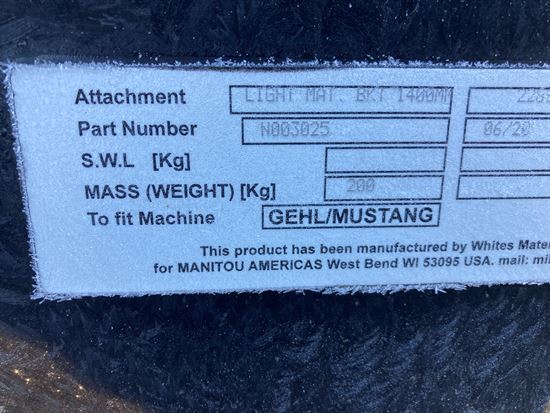 Attachment LIGHT MAT. BKT 1400MM
Part Number N003025 06/20
S.W.L [Kg]
MASS (WEIGHT) [Kg] 200
To fit Machine GEHL/MUSTANG
This product has been manufactured by Whites
for MANITOU AMERICAS West Bend WI 53095 USA. mail: